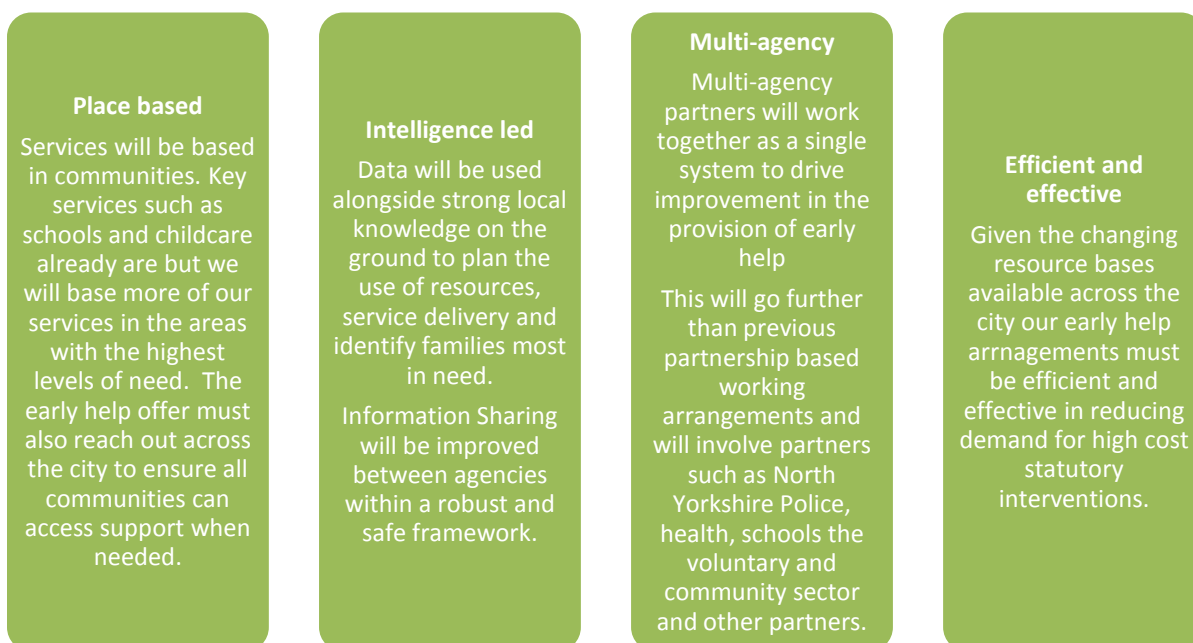 Place based
Services will be based
in communities. Key
services such as
schools and childcare
already are but we
will base more of our
services in the areas
with the highest
levels of need.  The
early help offer must
also reach out across
the city to ensure all
communities can
access support when
needed.
Intelligence led
Data will be used
alongside strong local
knowledge on the
ground to plan the
use of resources,
service delivery and
identify families most
in need.
Information Sharing
will be improved
between agencies
within a robust and
safe framework.
Multi-agency
Multi-agency
partners will work
together as a single
system to drive
improvement in the
provision of early
help
This will go further
than previous
partnership based
working
arrangements and
will involve partners
such as North
Yorkshire Police,
health, schools the
voluntary and
community sector
and other partners.
Efficient and
effective
Given the changing
resource bases
available across the
city our early help
arrnagements must
be efficient and
effective in reducing
demand for high cost
statutory
interventions.